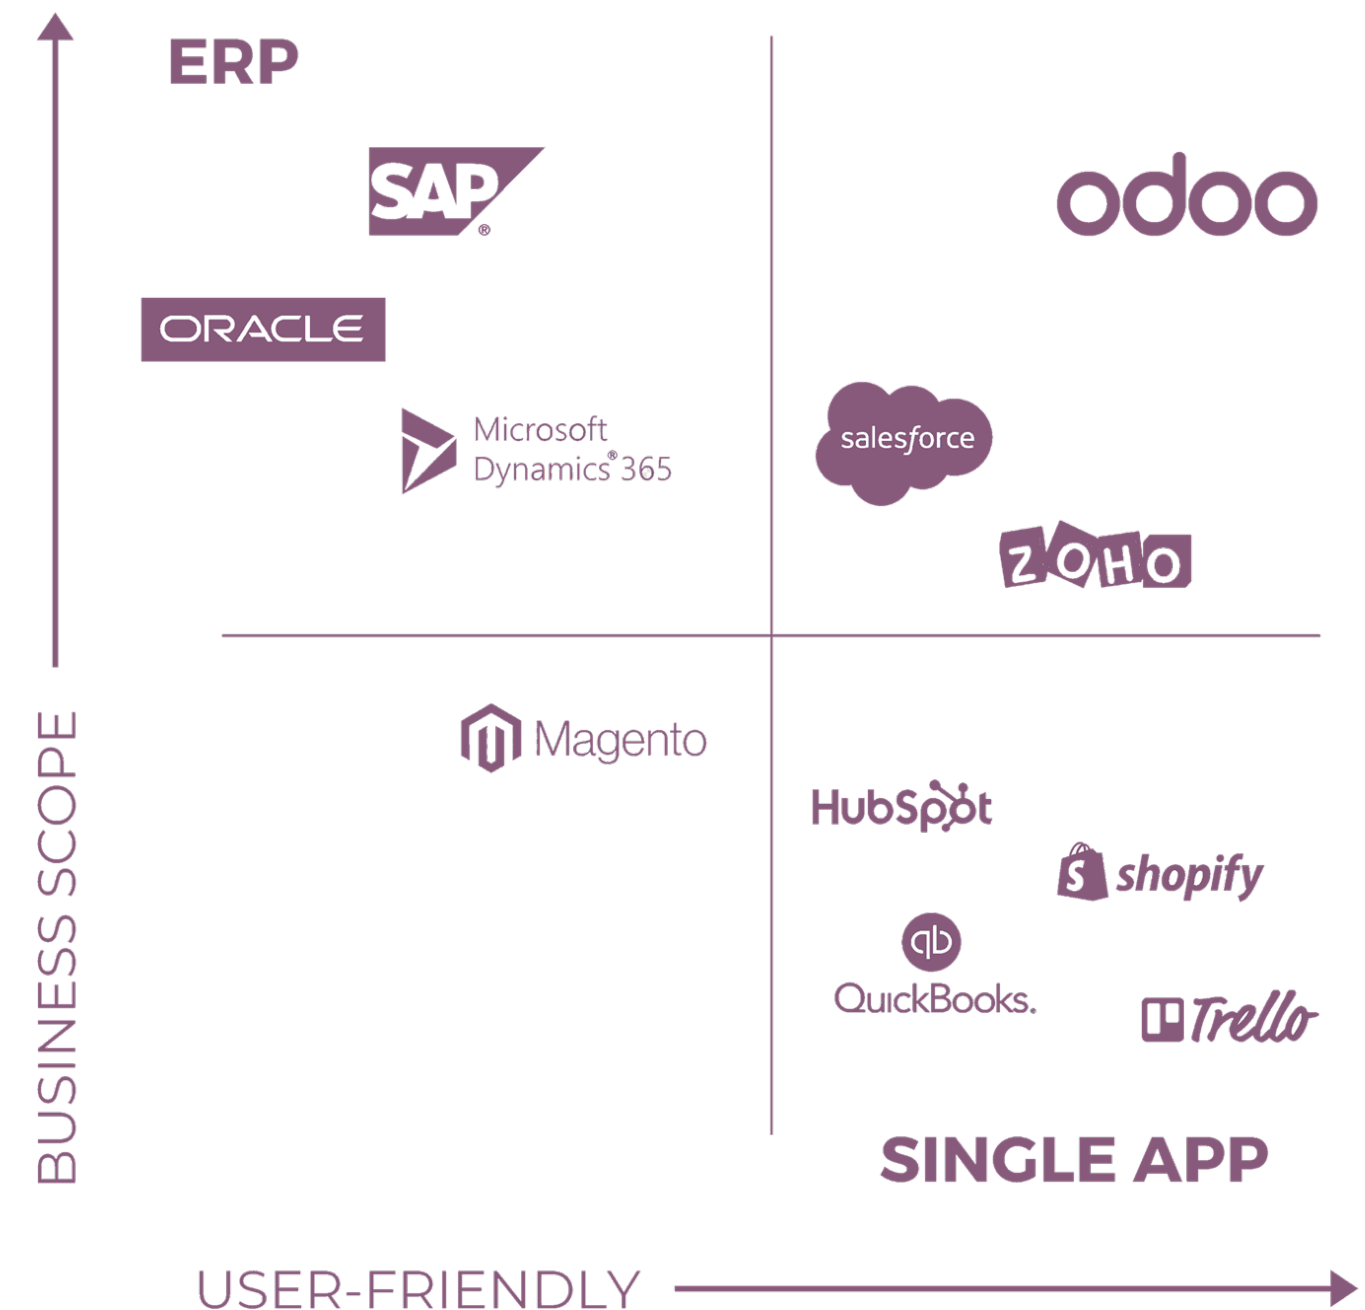 ERP
SAP®
odoo
ORACLE
Microsoft
Dynamics® 365
salesforce
ZOHO
Magento
HubSpot
S shopify
qb
QuickBooks.
Trello
SINGLE APP
BUSINESS SCOPE
USER-FRIENDLY